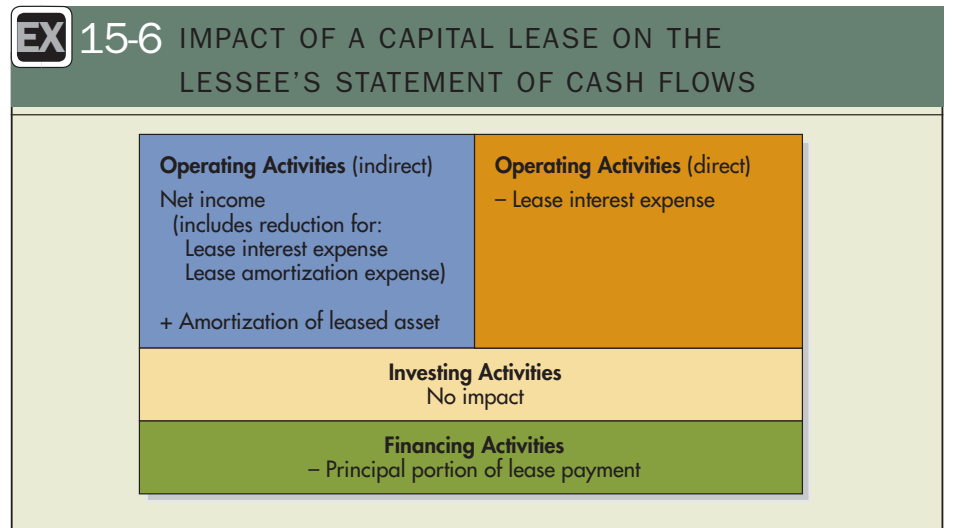 EX 15-6 IMPACT OF A CAPITAL LEASE ON THE
LESSEE'S STATEMENT OF CASH FLOWS
Operating Activities (indirect)
Net income
(includes reduction for:
Lease interest expense
Lease amortization expense)
+ Amortization of leased asset
Operating Activities (direct)
– Lease interest expense
Investing Activities
No impact
Financing Activities
– Principal portion of lease payment